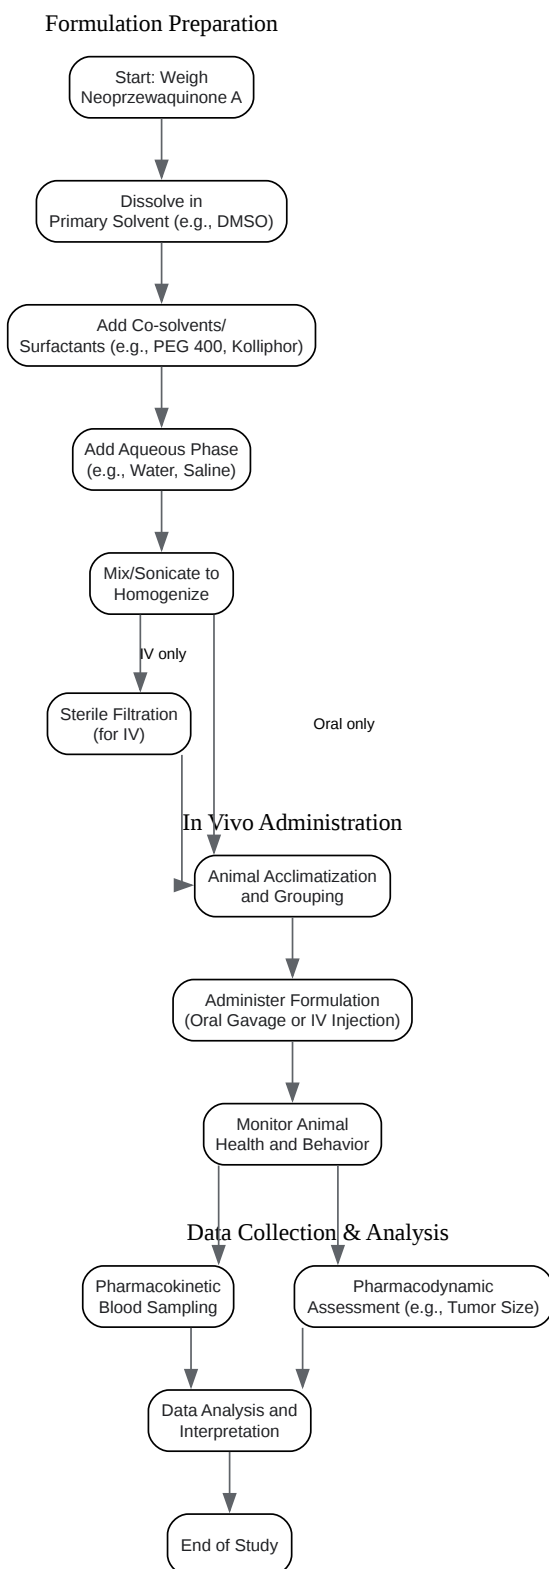 Formulation Preparation
Start: Weigh
Neoprzewaquinone A
Dissolve in
Primary Solvent (e.g., DMSO)
Add Co-solvents/
Surfactants (e.g., PEG 400, Kolliphor)
Add Aqueous Phase
(e.g., Water, Saline)
Mix/Sonicate to
Homogenize
IV only
Sterile Filtration
(for IV)
Oral only
In Vivo Administration
Animal Acclimatization
and Grouping
Administer Formulation
(Oral Gavage or IV Injection)
Monitor Animal
Health and Behavior
Data Collection & Analysis
Pharmacokinetic
Blood Sampling
Pharmacodynamic
Assessment (e.g., Tumor Size)
Data Analysis and
Interpretation
End of Study